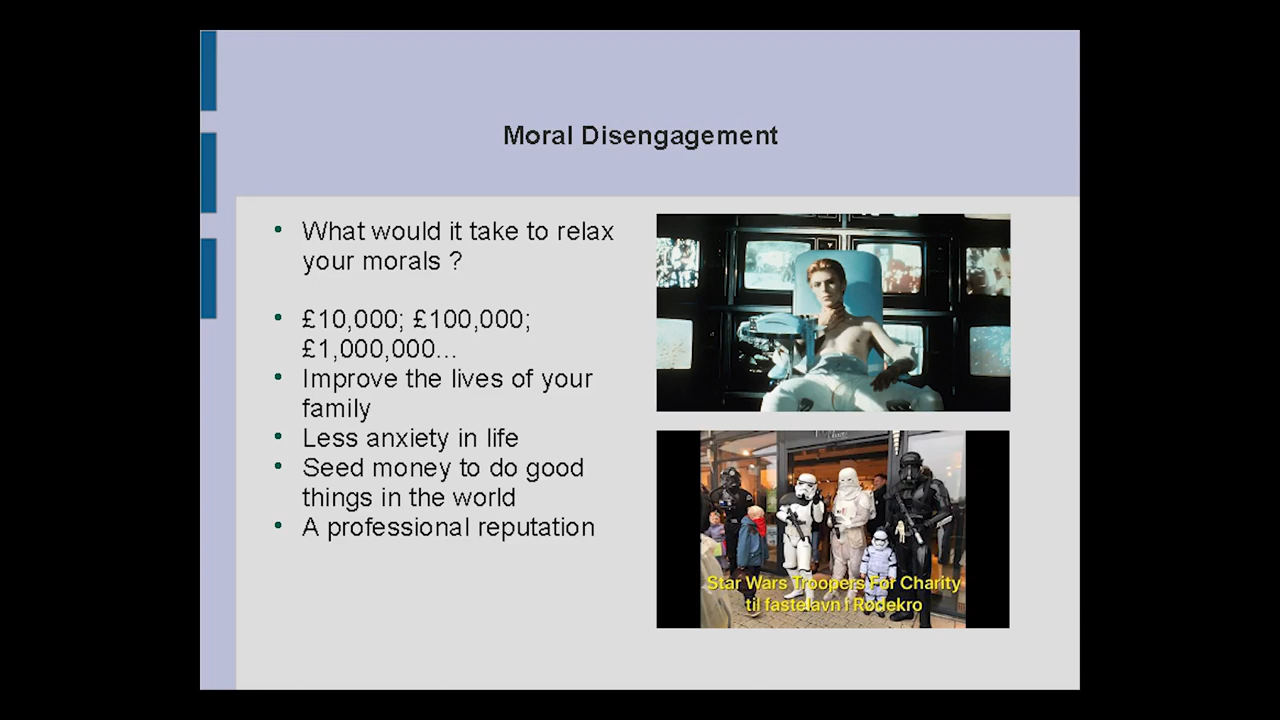 Moral Disengagement
• What would it take to relax
your morals ?
• £10,000; £100,000;
£1,000,000...
• Improve the lives of your
family
• Less anxiety in life
• Seed money to do good
things in the world
• A professional reputation
Star Wars Troopers For Charity
til fastelavn i Rødekro